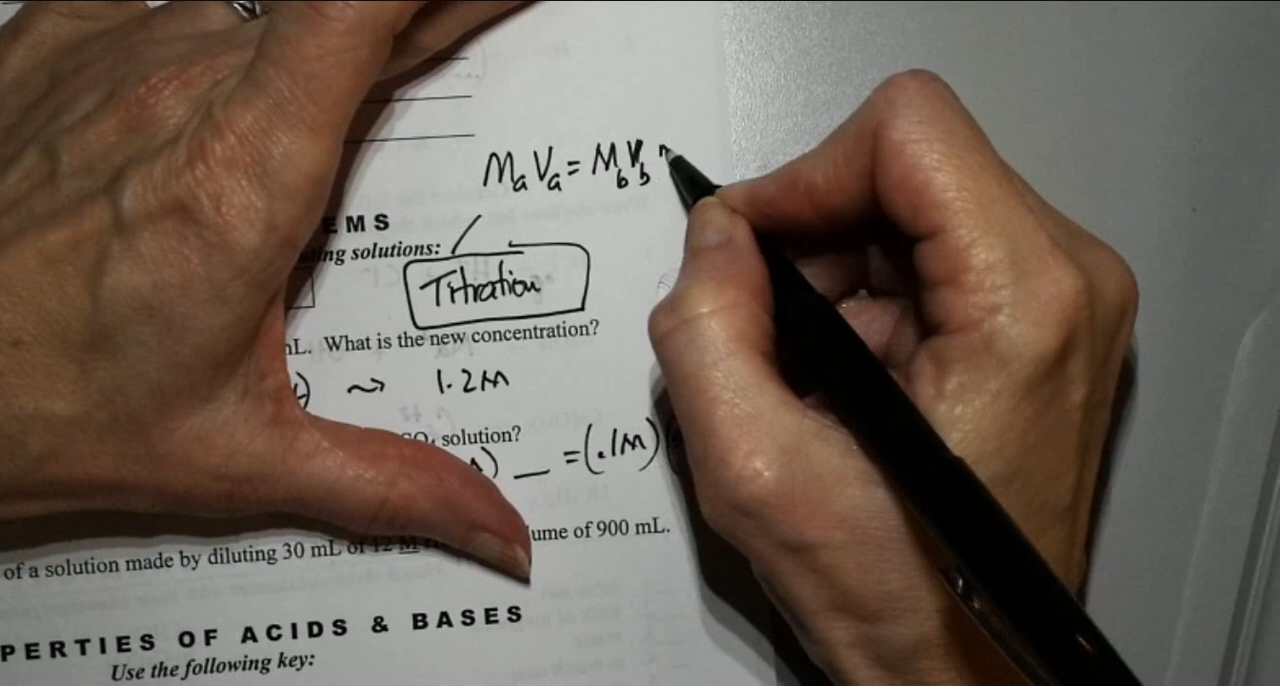 MaVa = MbVb
EMS
ing solutions:
Titration
mL. What is the new concentration?
1.2M
solution?
= (.1M)
of a solution made by diluting 30 mL of 12 M ume of 900 mL.
PERTIES OF ACIDS & BASES
Use the following key: